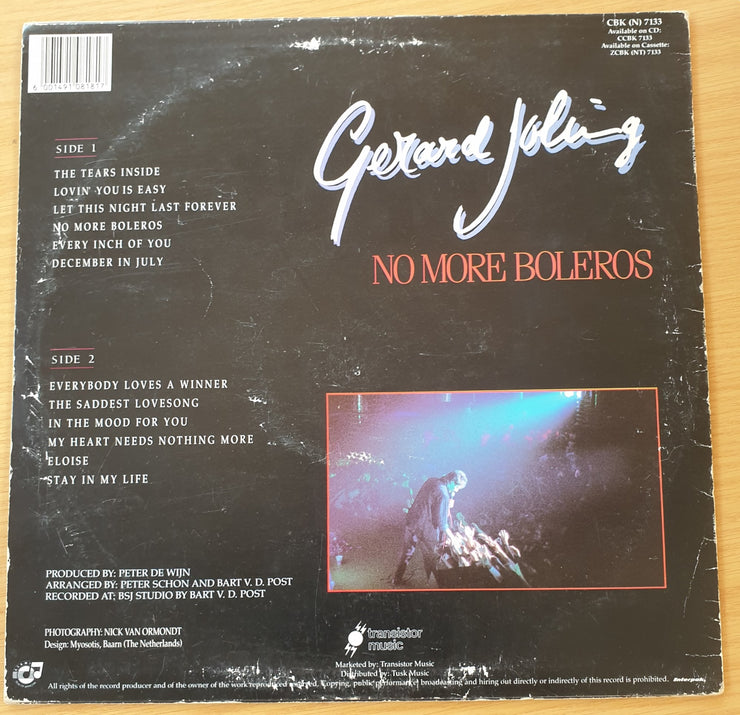 CBK (N) 7133
Available on CD:
CCBK 7133
Available on Cassette:
ZCBK (NT) 7133
6 001491 081817
Gerard Joling
NO MORE BOLEROS
SIDE 1
THE TEARS INSIDE
LOVIN' YOU IS EASY
LET THIS NIGHT LAST FOREVER
NO MORE BOLEROS
EVERY INCH OF YOU
DECEMBER IN JULY
SIDE 2
EVERYBODY LOVES A WINNER
THE SADDEST LOVESONG
IN THE MOOD FOR YOU
MY HEART NEEDS NOTHING MORE
ELOISE
STAY IN MY LIFE
PRODUCED BY: PETER DE WIJN
ARRANGED BY: PETER SCHON AND BART V. D. POST
RECORDED AT; BSJ STUDIO BY BART V. D. POST
PHOTOGRAPHY: NICK VAN ORMONDT
Design: Myosotis, Baarn (The Netherlands)
transistor
music
Marketed by: Transistor Music
Distributed by: Tusk Music
All rights of the record producer and of the owner of the work reproduced reserved. Copying, public performance, broadcasting and hiring out directly or indirectly of this record is prohibited.
Interpak